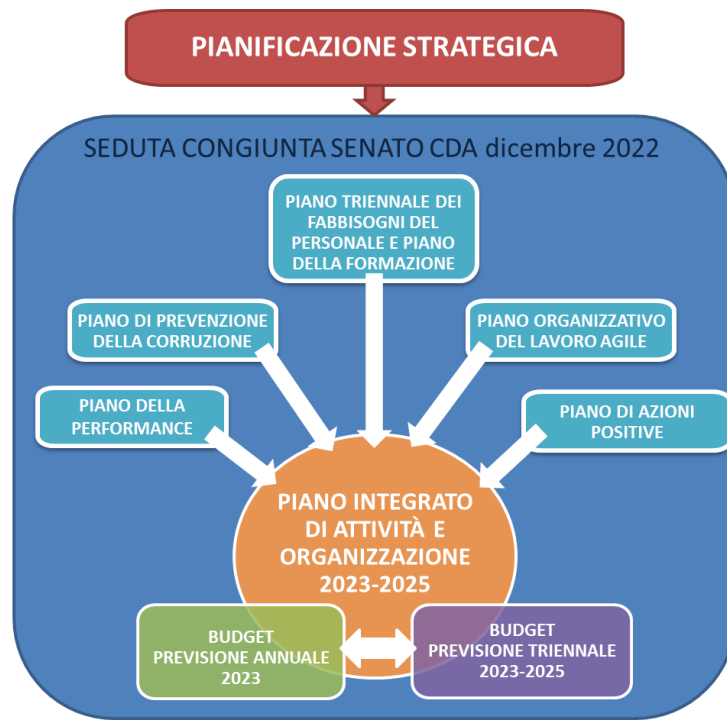 PIANIFICAZIONE STRATEGICA
SEDUTA CONGIUNTA SENATO CDA dicembre 2022
PIANO TRIENNALE DEI
FABBISOGNI DEL
PERSONALE E PIANO
DELLA FORMAZIONE
PIANO DI PREVENZIONE
DELLA CORRUZIONE
PIANO ORGANIZZATIVO
DEL LAVORO AGILE
PIANO DELLA
PERFORMANCE
PIANO DI AZIONI
POSITIVE
PIANO INTEGRATO
DI ATTIVITÀ E
ORGANIZZAZIONE
2023-2025
BUDGET
PREVISIONE ANNUALE
2023
BUDGET
PREVISIONE TRIENNALE
2023-2025